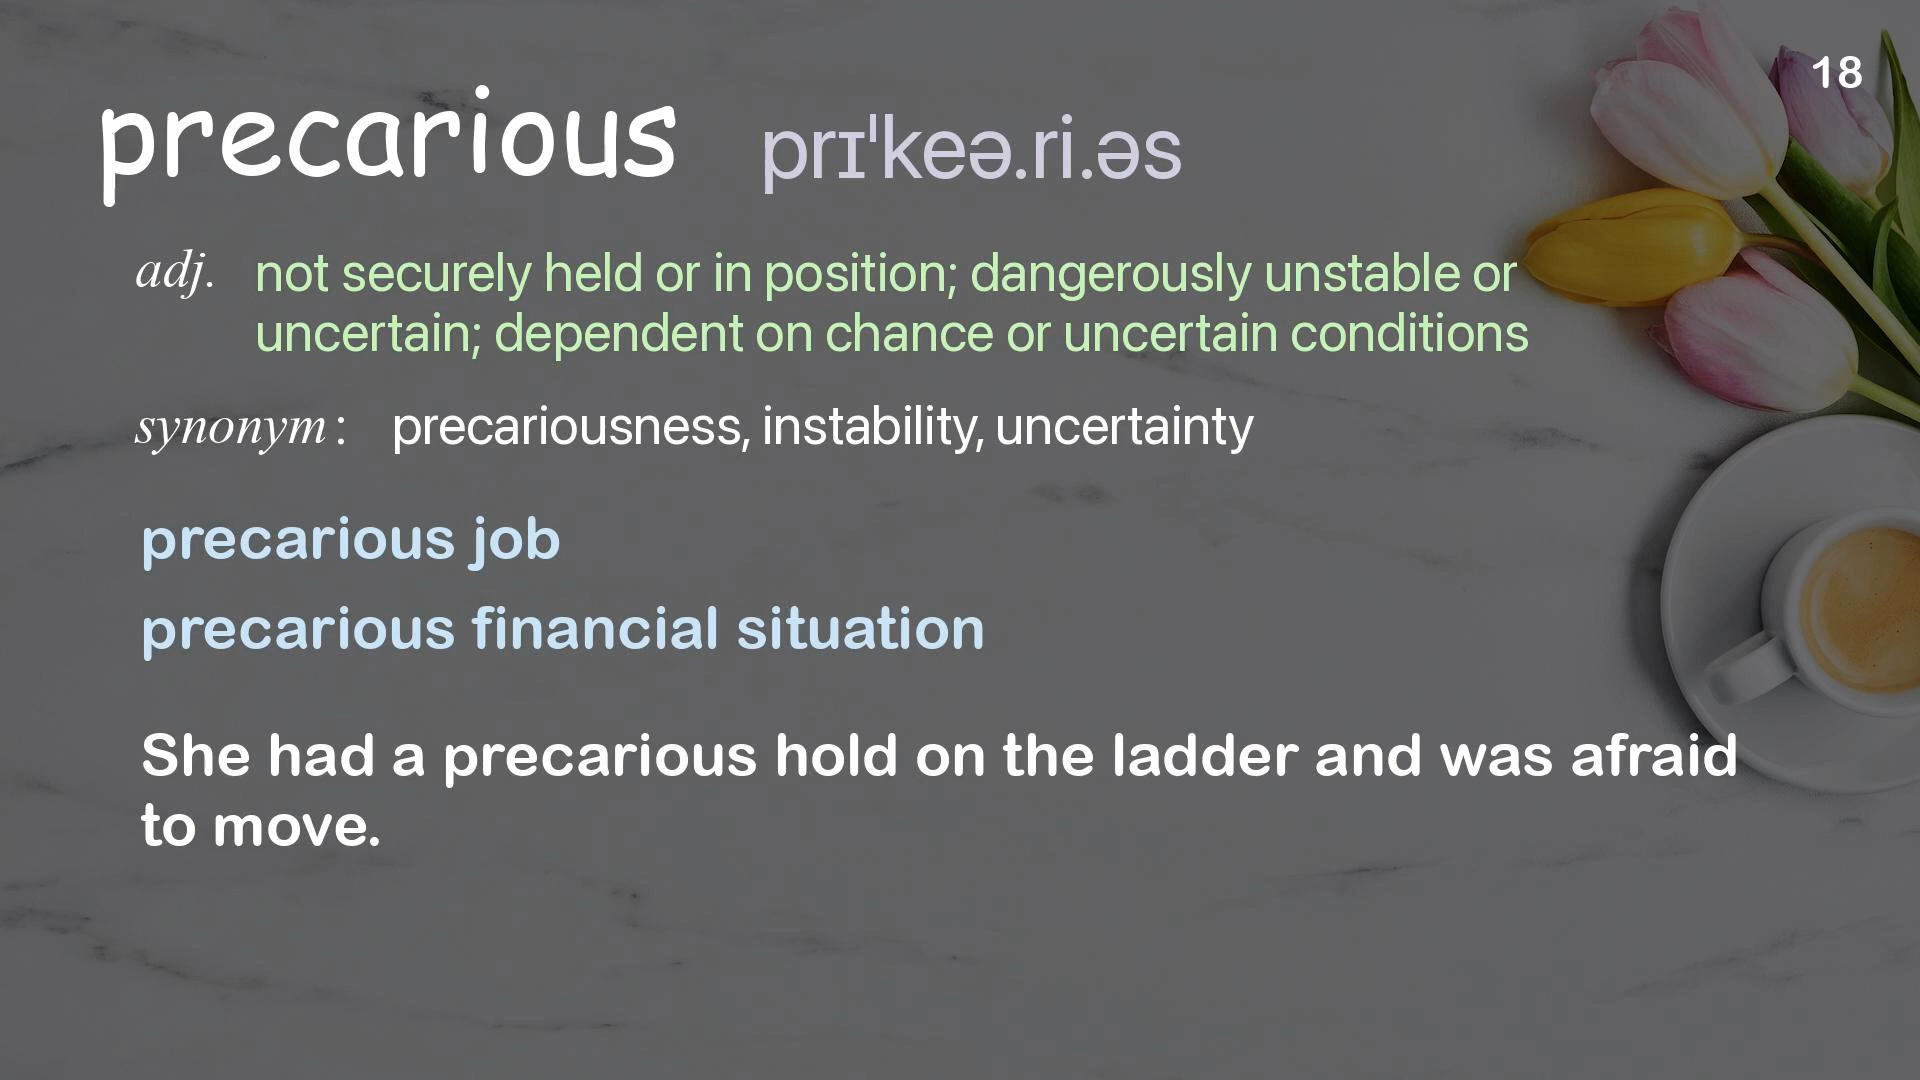 18
precarious prɪˈkeə.ri.əs
adj. not securely held or in position; dangerously unstable or
uncertain; dependent on chance or uncertain conditions
synonym : precariousness, instability, uncertainty
precarious job
precarious financial situation
She had a precarious hold on the ladder and was afraid
to move.